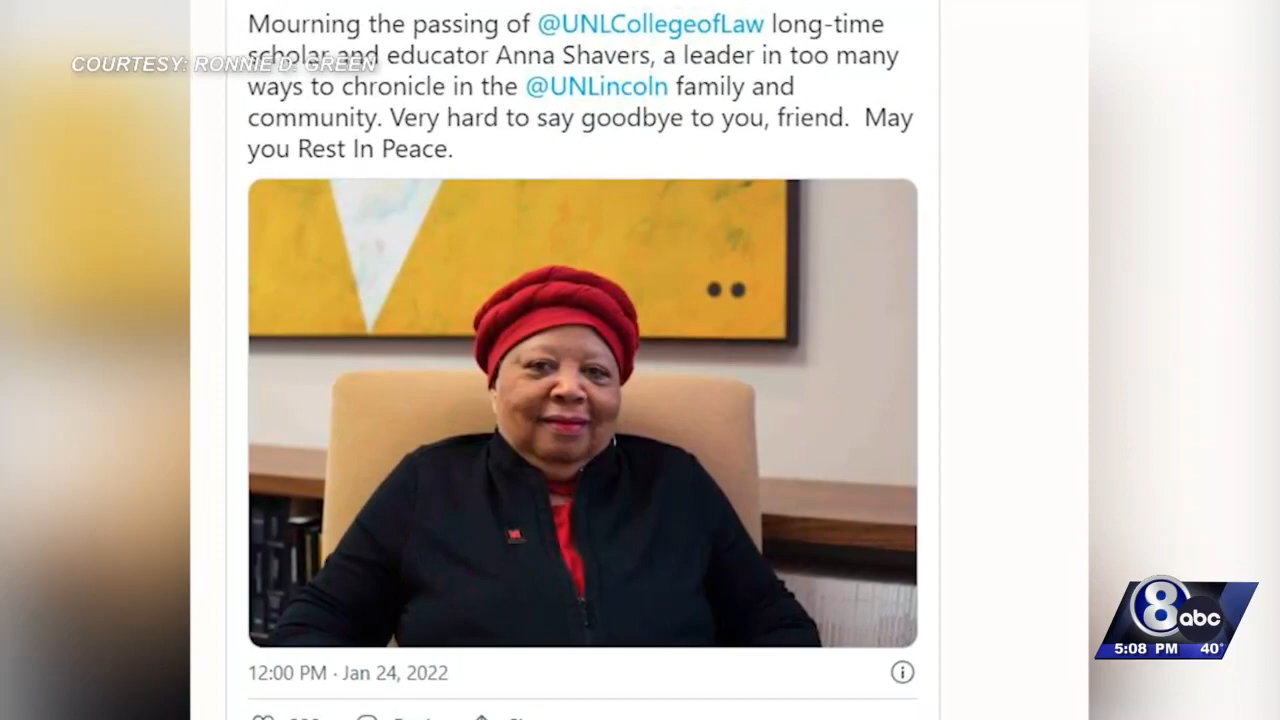 Mourning the passing of @UNLCollegeofLaw long-time
COURTESY: RONNIE D. GREEN
scholar and educator Anna Shavers, a leader in too many
ways to chronicle in the @UNLincoln family and
community. Very hard to say goodbye to you, friend. May
you Rest In Peace.
12:00 PM · Jan 24, 2022
8 abc
5:08 PM 40°